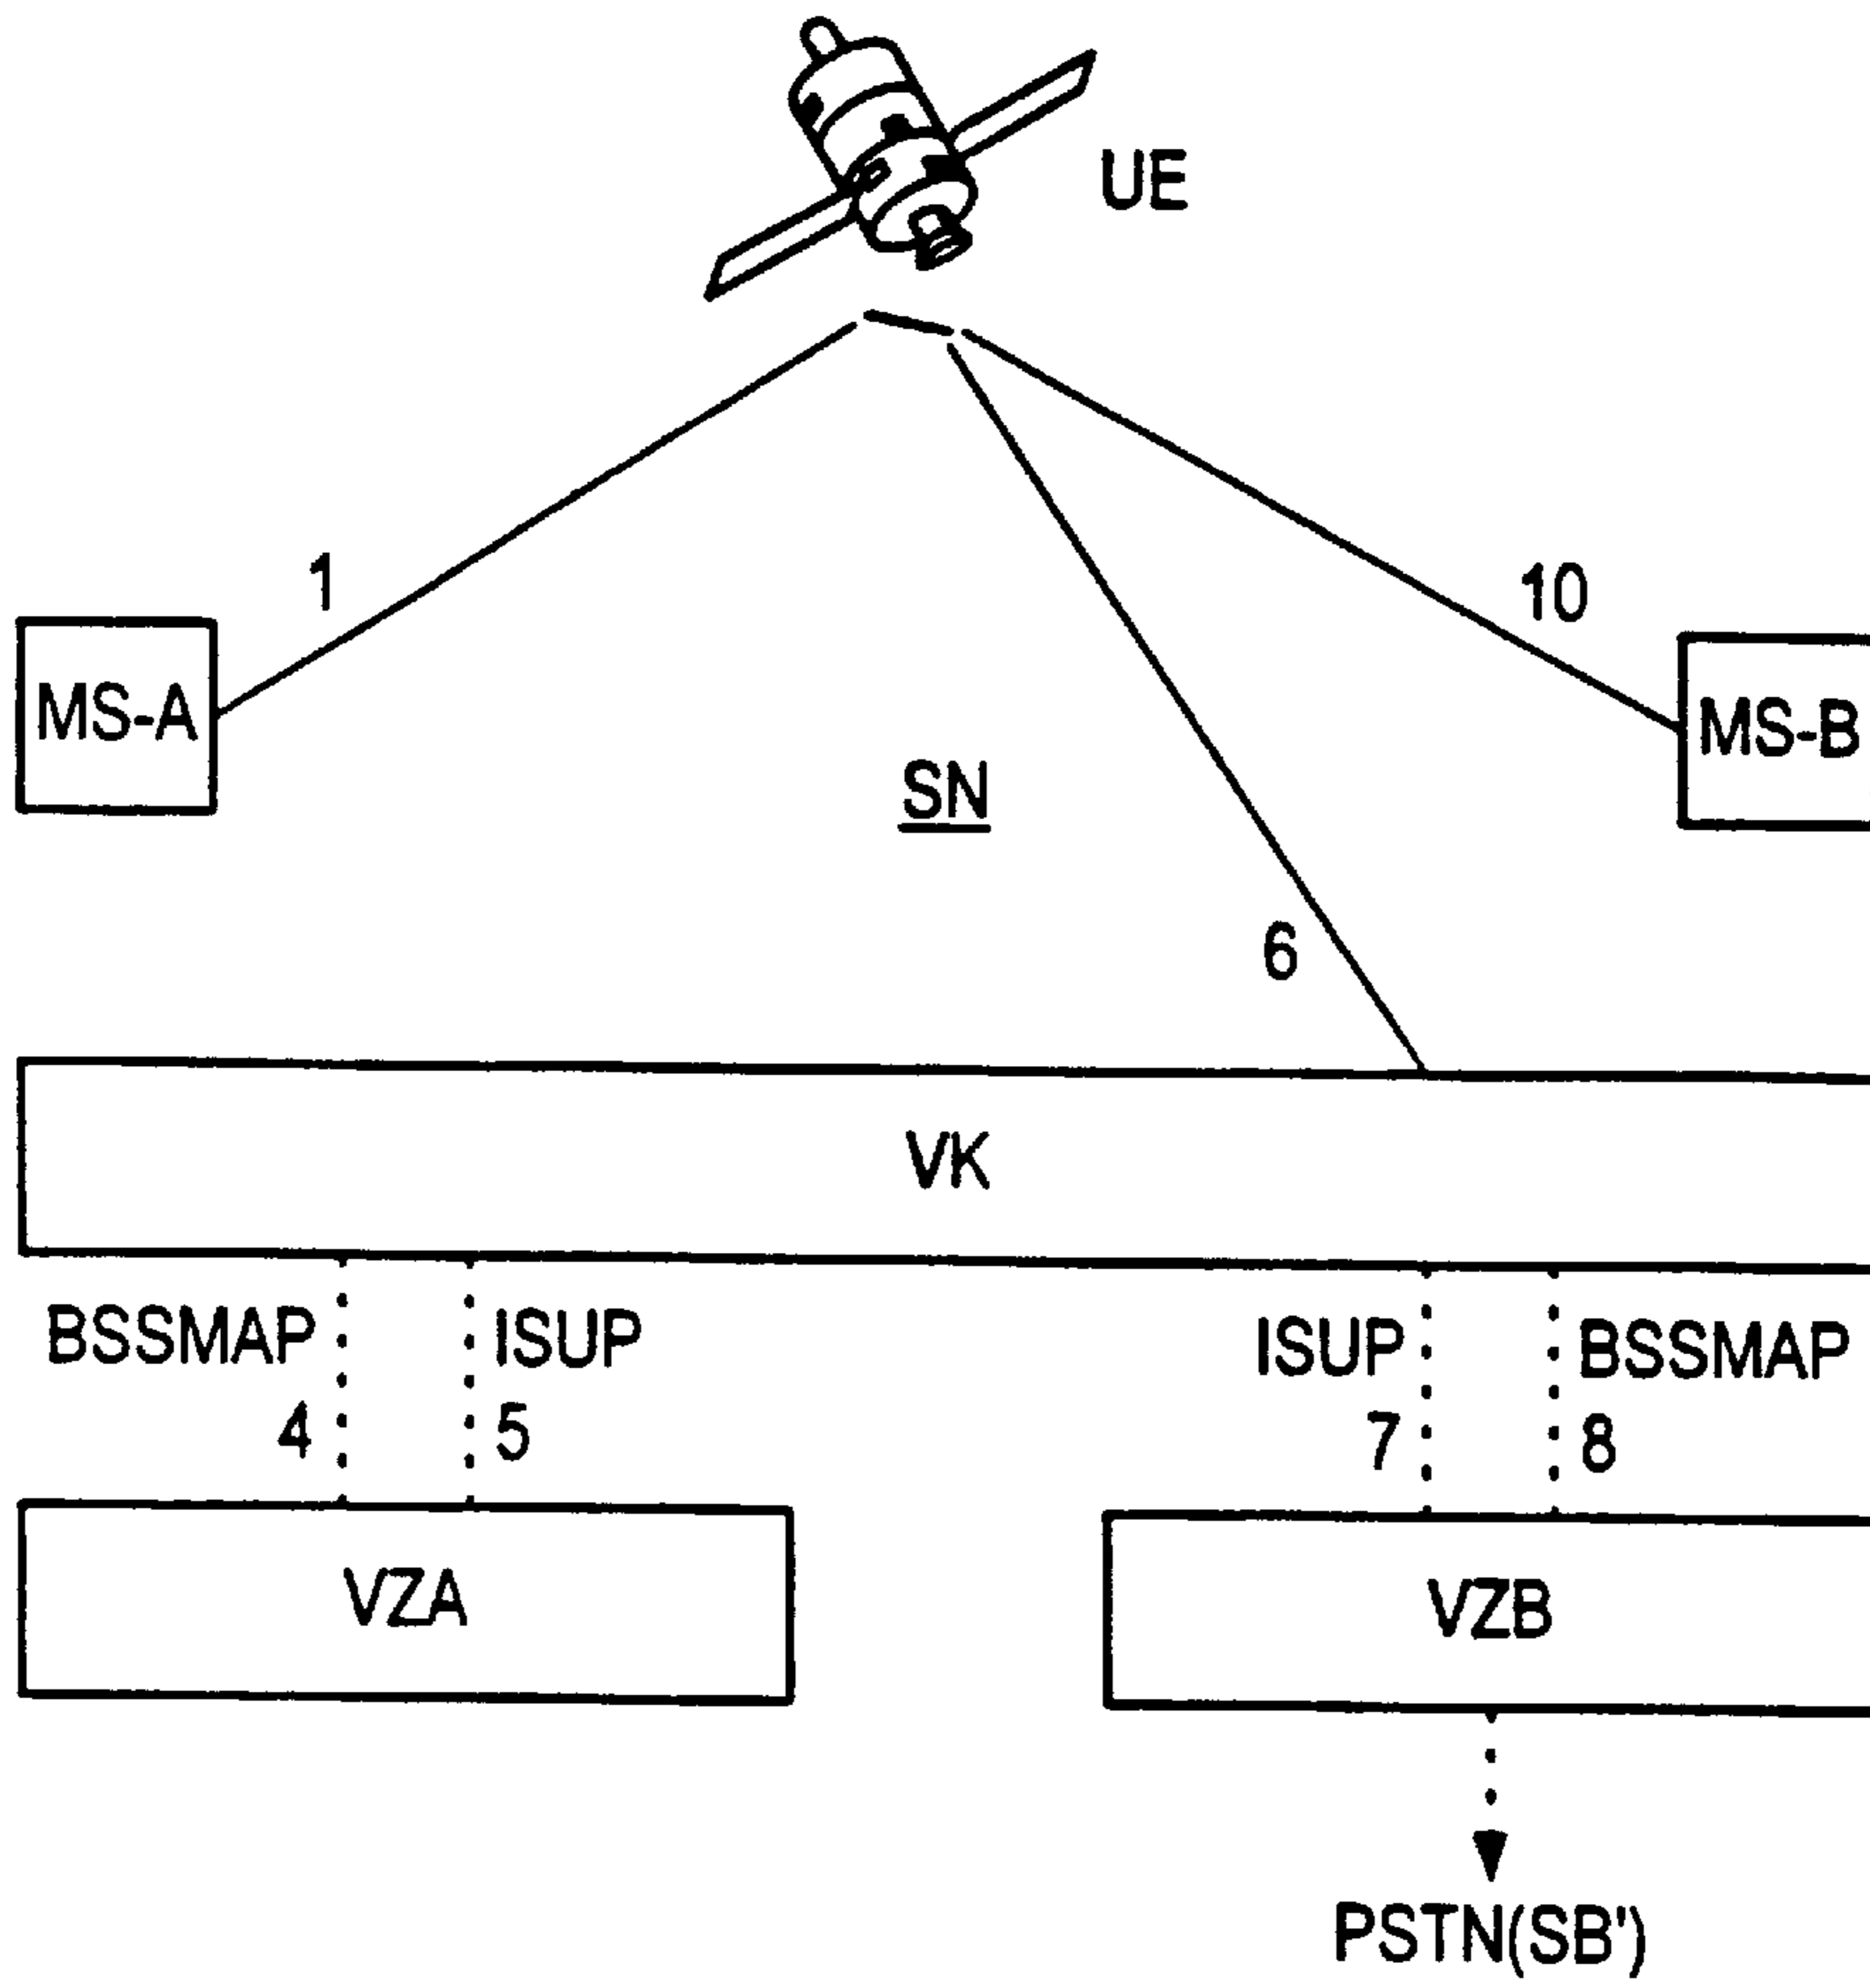 UE
1
10
MS-A
MS-B
SN
6
VK
BSSMAP
ISUP
ISUP
BSSMAP
4
5
7
8
VZA
VZB
PSTN(SB')